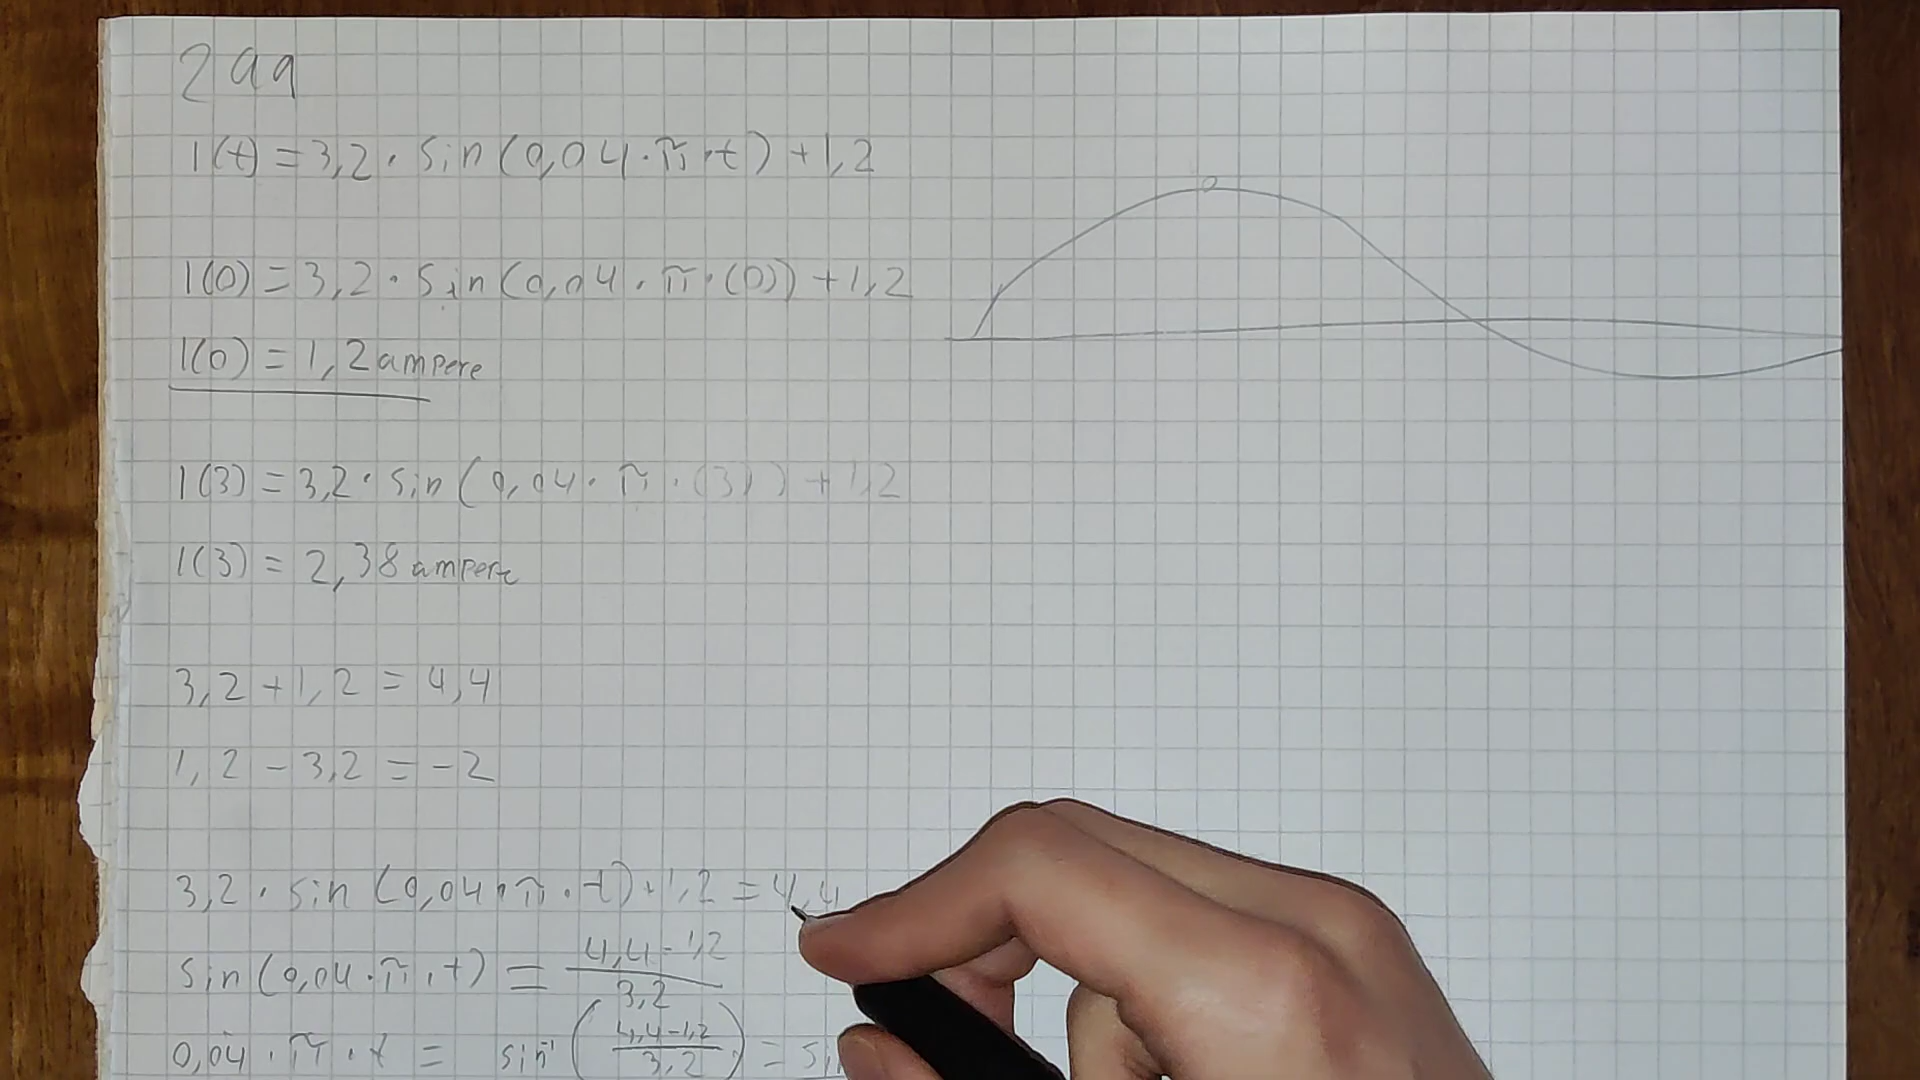 2aa
I(t) = 3,2 · sin(0,04 · π · t) + 1,2
I(0) = 3,2 · sin(0,04 · π · (0)) + 1,2
I(0) = 1,2 ampere
I(3) = 3,2 · sin(0,04 · π · (3)) + 1,2
I(3) = 2,38 ampere
3,2 + 1,2 = 4,4
1,2 - 3,2 = -2
3,2 · sin(0,04 · π · t) + 1,2 = 4,4
sin(0,04 · π · t) = (4,4 - 1,2)/3,2
0,04 · π · t = sin⁻¹((4,4 - 1,2)/3,2) =